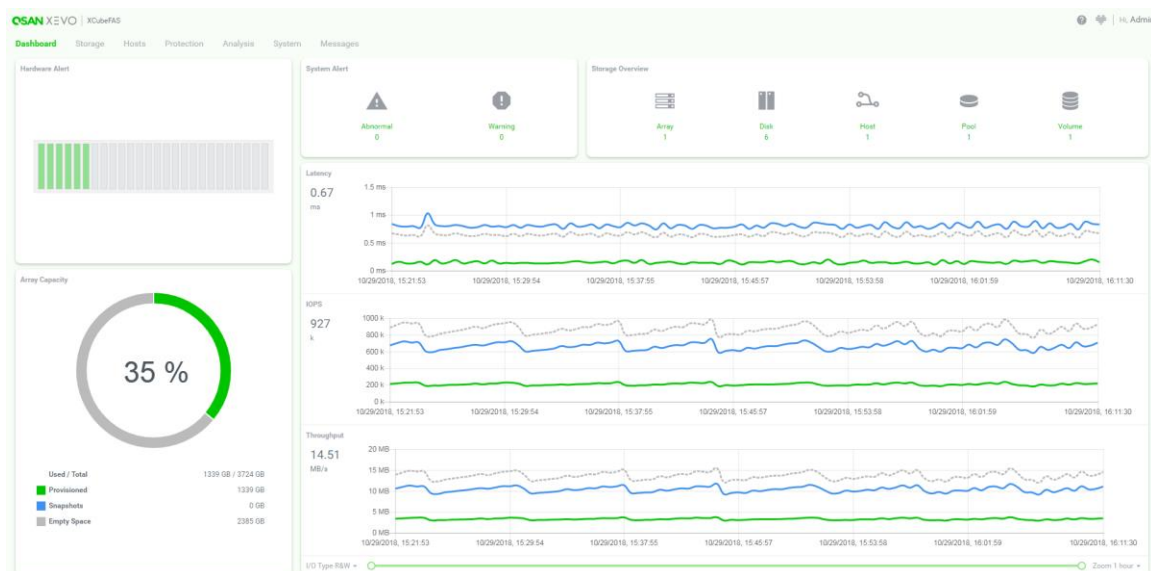 QSAN XEVO | XCubeFAS
Hi, Admin
Dashboard Storage Hosts Protection Analysis System Messages
Hardware Alert
System Alert
Abnormal
0
Warning
0
Storage Overview
Array
1
Disk
6
Host
1
Pool
1
Volume
1
Latency
0.67
ms
1.5 ms
1 ms
0.5 ms
0 ms
10/29/2018, 15:21:53 10/29/2018, 15:29:54 10/29/2018, 15:37:55 10/29/2018, 15:45:57 10/29/2018, 15:53:58 10/29/2018, 16:01:59 10/29/2018, 16:11:30
Array Capacity
35 %
Used / Total 1339 GB / 3724 GB
Provisioned 1339 GB
Snapshots 0 GB
Empty Space 2385 GB
IOPS
927
k
1000 k
800 k
600 k
400 k
200 k
0 k
10/29/2018, 15:21:53 10/29/2018, 15:29:54 10/29/2018, 15:37:55 10/29/2018, 15:45:57 10/29/2018, 15:53:58 10/29/2018, 16:01:59 10/29/2018, 16:11:30
Throughput
14.51
MB/s
20 MB
15 MB
10 MB
5 MB
0 MB
10/29/2018, 15:21:53 10/29/2018, 15:29:54 10/29/2018, 15:37:55 10/29/2018, 15:45:57 10/29/2018, 15:53:58 10/29/2018, 16:01:59 10/29/2018, 16:11:30
I/O Type R&W
Zoom 1 hour